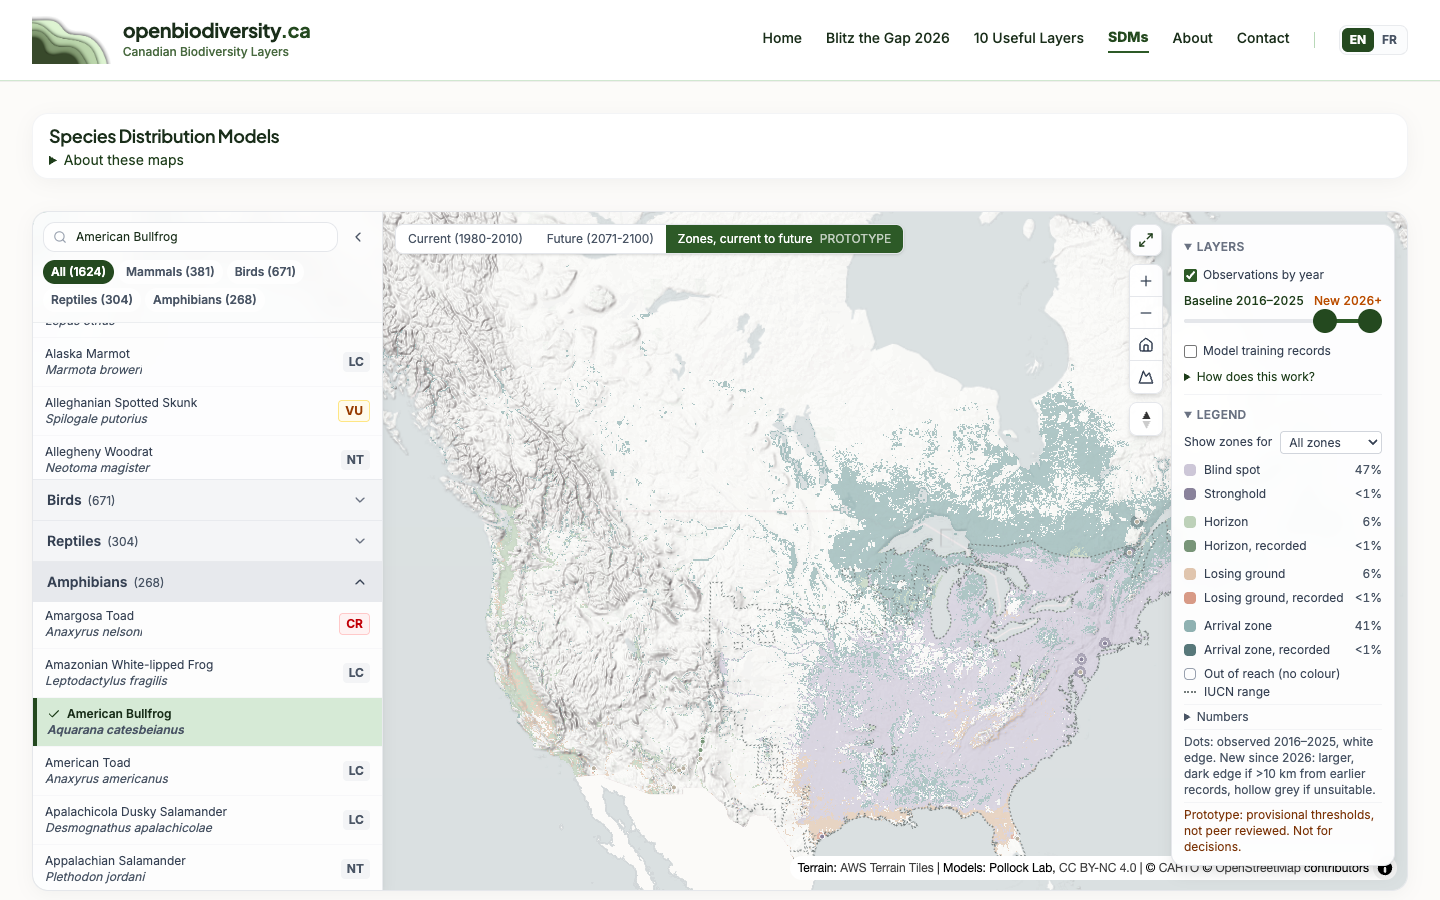 openbiodiversity.ca
Canadian Biodiversity Layers
Home
Blitz the Gap 2026
10 Useful Layers
SDMs
About
Contact
EN
FR
Species Distribution Models
About these maps
American Bullfrog
All (1624)
Mammals (381)
Birds (671)
Reptiles (304)
Amphibians (268)
Alaska Marmot
Marmota broweri
LC
Alleghanian Spotted Skunk
Spilogale putorius
VU
Allegheny Woodrat
Neotoma magister
NT
Birds (671)
Reptiles (304)
Amphibians (268)
Amargosa Toad
Anaxyrus nelsoni
CR
Amazonian White-lipped Frog
Leptodactylus fragilis
LC
American Bullfrog
Aquarana catesbeianus
American Toad
Anaxyrus americanus
LC
Apalachicola Dusky Salamander
Desmognathus apalachicolae
LC
Appalachian Salamander
Plethodon jordani
NT
Current (1980-2010)
Future (2071-2100)
Zones, current to future PROTOTYPE
LAYERS
Observations by year
Baseline 2016–2025 New 2026+
Model training records
How does this work?
LEGEND
Show zones for All zones
Blind spot 47%
Stronghold <1%
Horizon 6%
Horizon, recorded <1%
Losing ground 6%
Losing ground, recorded <1%
Arrival zone 41%
Arrival zone, recorded <1%
Out of reach (no colour)
IUCN range
Numbers
Dots: observed 2016–2025, white
edge. New since 2026: larger,
dark edge if >10 km from earlier
records, hollow grey if unsuitable.
Prototype: provisional thresholds,
not peer reviewed. Not for
decisions.
Terrain: AWS Terrain Tiles | Models: Pollock Lab, CC BY-NC 4.0 | © CARTO © OpenStreetMap contributors